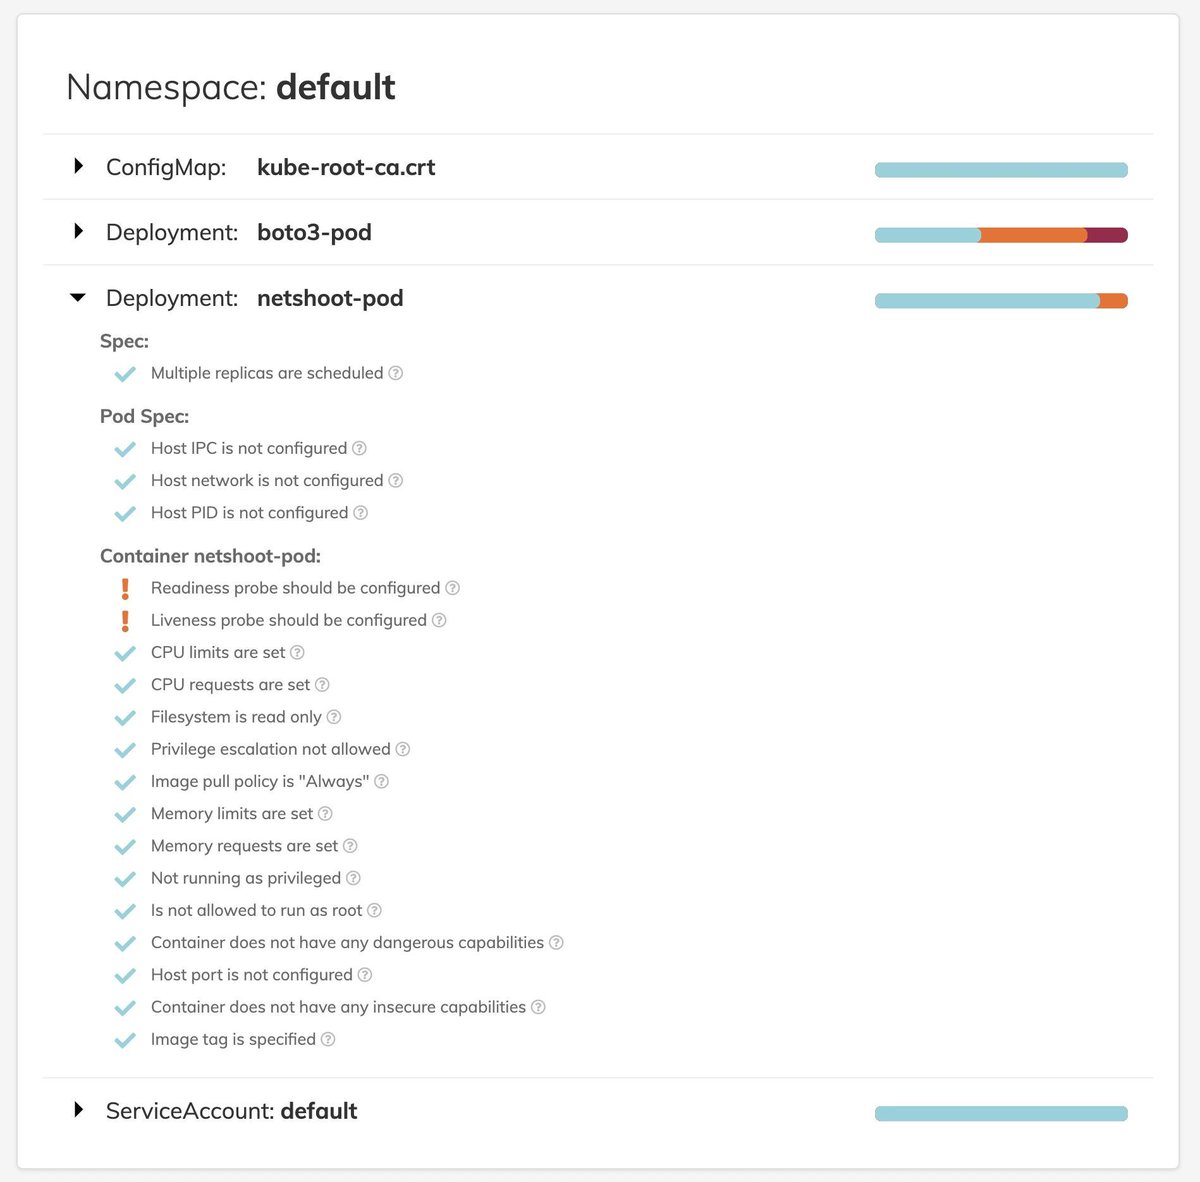 Namespace: default
ConfigMap: kube-root-ca.crt
Deployment: boto3-pod
Deployment: netshoot-pod
Spec:
Multiple replicas are scheduled ?
Pod Spec:
Host IPC is not configured ?
Host network is not configured ?
Host PID is not configured ?
Container netshoot-pod:
! Readiness probe should be configured ?
! Liveness probe should be configured ?
CPU limits are set ?
CPU requests are set ?
Filesystem is read only ?
Privilege escalation not allowed ?
Image pull policy is "Always" ?
Memory limits are set ?
Memory requests are set ?
Not running as privileged ?
Is not allowed to run as root ?
Container does not have any dangerous capabilities ?
Host port is not configured ?
Container does not have any insecure capabilities ?
Image tag is specified ?
ServiceAccount: default